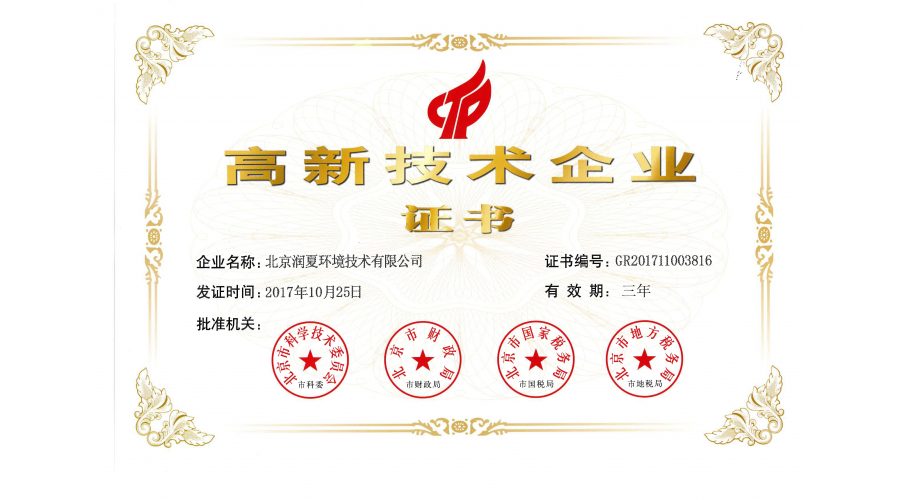 高新技术企业
证书
企业名称：北京润夏环境技术有限公司
证书编号：GR201711003816
发证时间：2017年10月25日
有效期：三年
批准机关：
北京市科学技术委员会
市科委
北京市财政局
市财政局
北京市国家税务局
市国税局
北京市地方税务局
市地税局